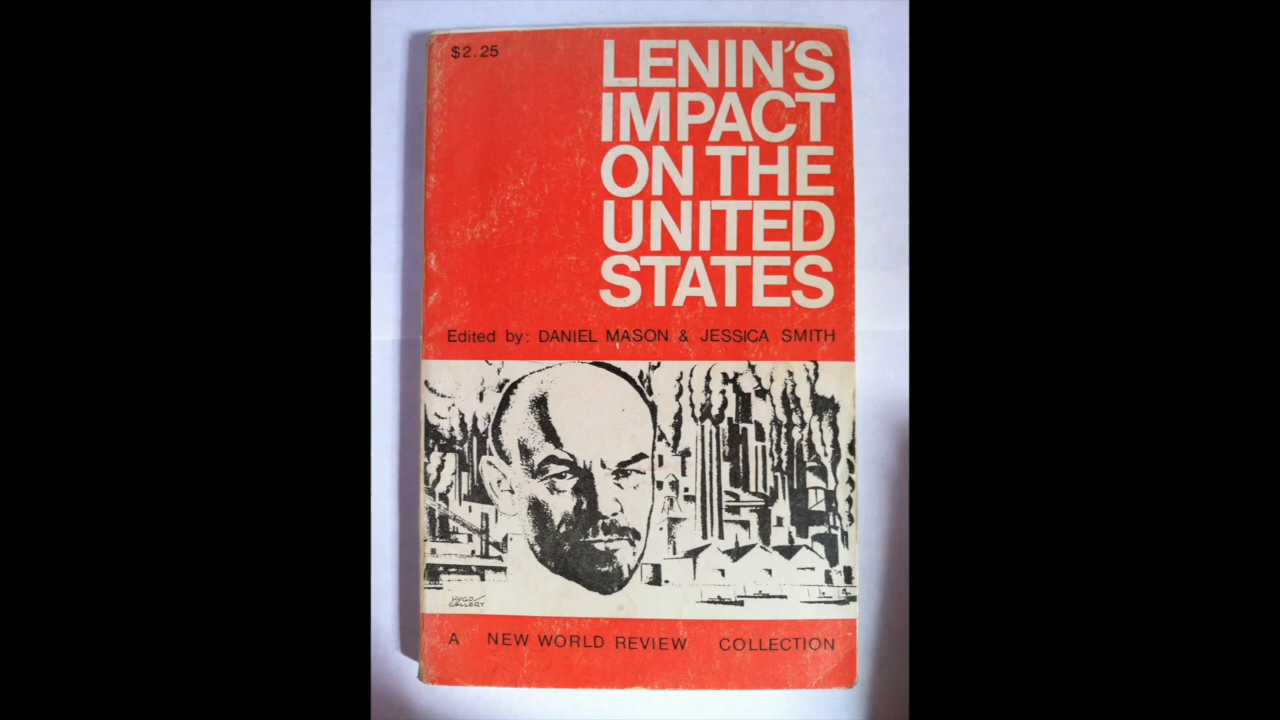 $2.25
LENIN'S
IMPACT
ON THE
UNITED
STATES
Edited by: DANIEL MASON & JESSICA SMITH
HUGO
GELLERT
A NEW WORLD REVIEW COLLECTION